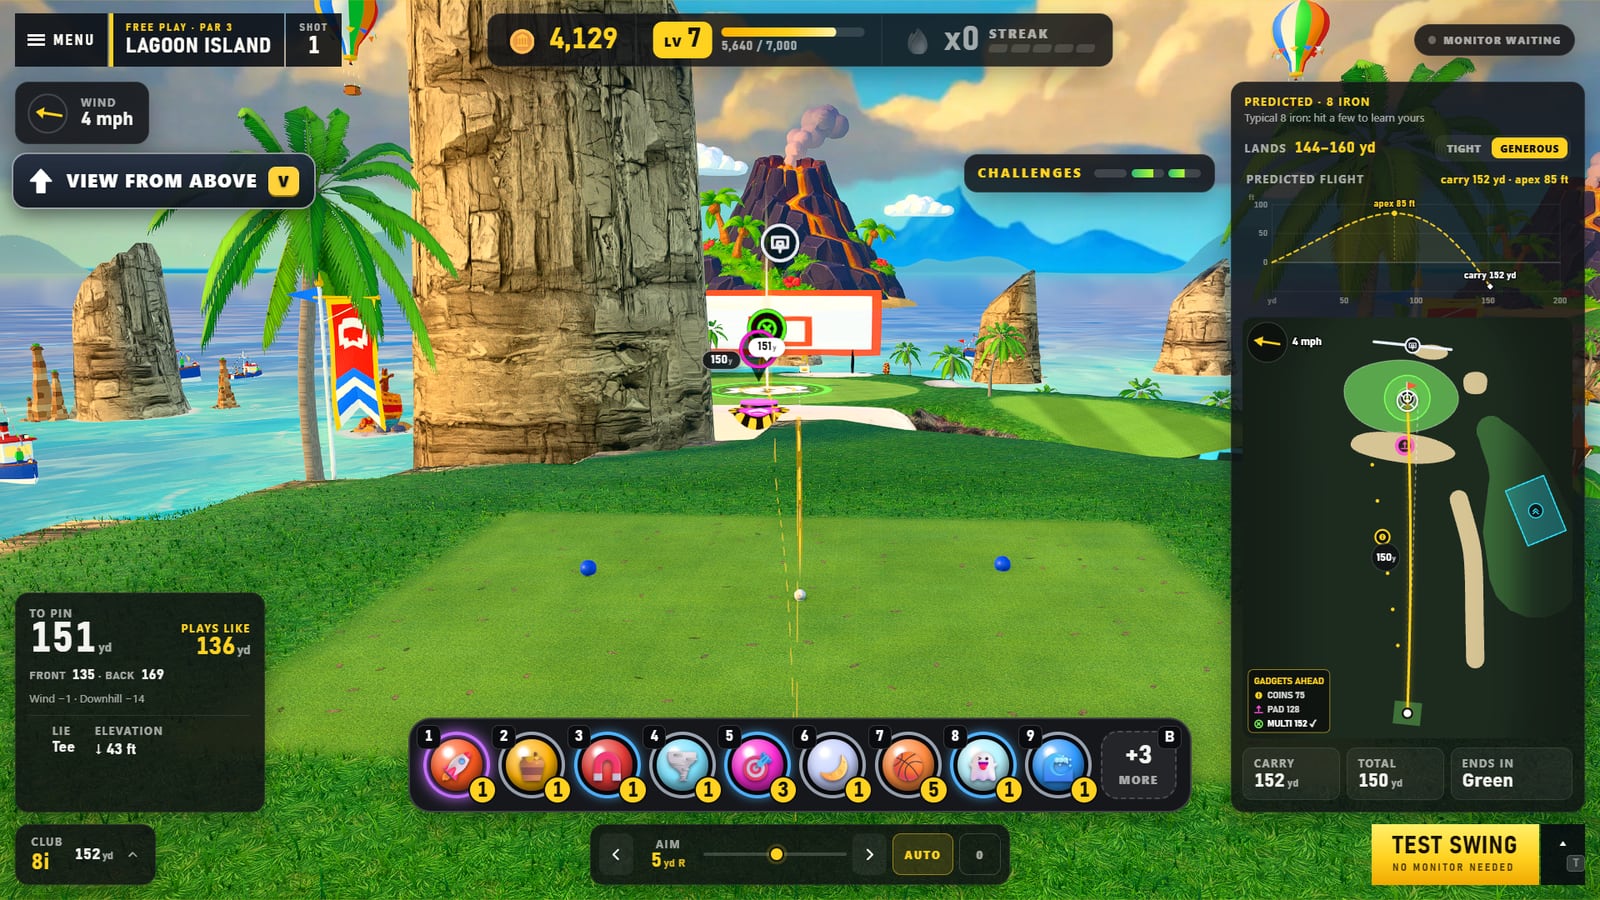 MENU
FREE PLAY · PAR 3
LAGOON ISLAND
SHOT
1
4,129
LV 7
5,640 / 7,000
x0 STREAK
MONITOR WAITING
WIND
4 mph
VIEW FROM ABOVE V
CHALLENGES
PREDICTED · 8 IRON
Typical 8 iron: hit a few to learn yours
LANDS 144–160 yd
TIGHT GENEROUS
PREDICTED FLIGHT
carry 152 yd · apex 85 ft
ft
100
50
0
apex 85 ft
carry 152 yd
yd 50 100 150 200
4 mph
150y
GADGETS AHEAD
COINS 75
PAD 128
MULTI 152 ✓
151y
150y
TO PIN
151 yd
PLAYS LIKE
136 yd
FRONT 135 · BACK 169
Wind −1 · Downhill −14
LIE
Tee
ELEVATION
↓ 43 ft
1 2 3 4 5 6 7 8 9 B
1 1 1 1 3 1 5 1 1
+3
MORE
CARRY
152 yd
TOTAL
150 yd
ENDS IN
Green
CLUB
8i
152 yd
AIM
5 yd R
AUTO
0
TEST SWING
NO MONITOR NEEDED
T